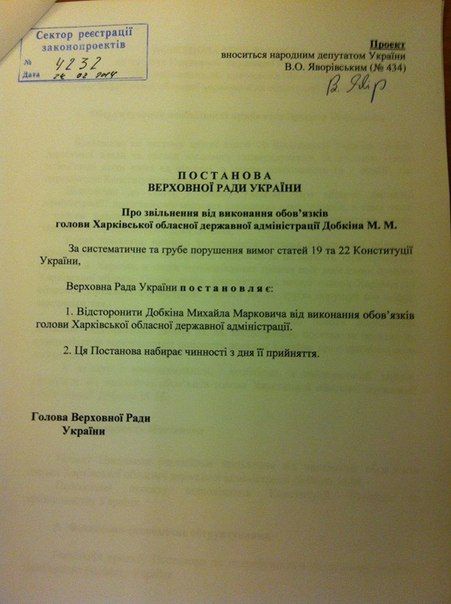 Сектор реєстрації
законопроектів
№ 4232
Дата 24 02 2014
Проект
вноситься народним депутатом України
В.О. Яворівським (№ 434)
ПОСТАНОВА
ВЕРХОВНОЇ РАДИ УКРАЇНИ
Про звільнення від виконання обов’язків
голови Харківської обласної державної адміністрації Добкіна М. М.
За систематичне та грубе порушення вимог статей 19 та 22 Конституції
України,
Верховна Рада України постановляє:
1. Відсторонити Добкіна Михайла Марковича від виконання обов’язків
голови Харківської обласної державної адміністрації.
2. Ця Постанова набирає чинності з дня її прийняття.
Голова Верховної Ради
України